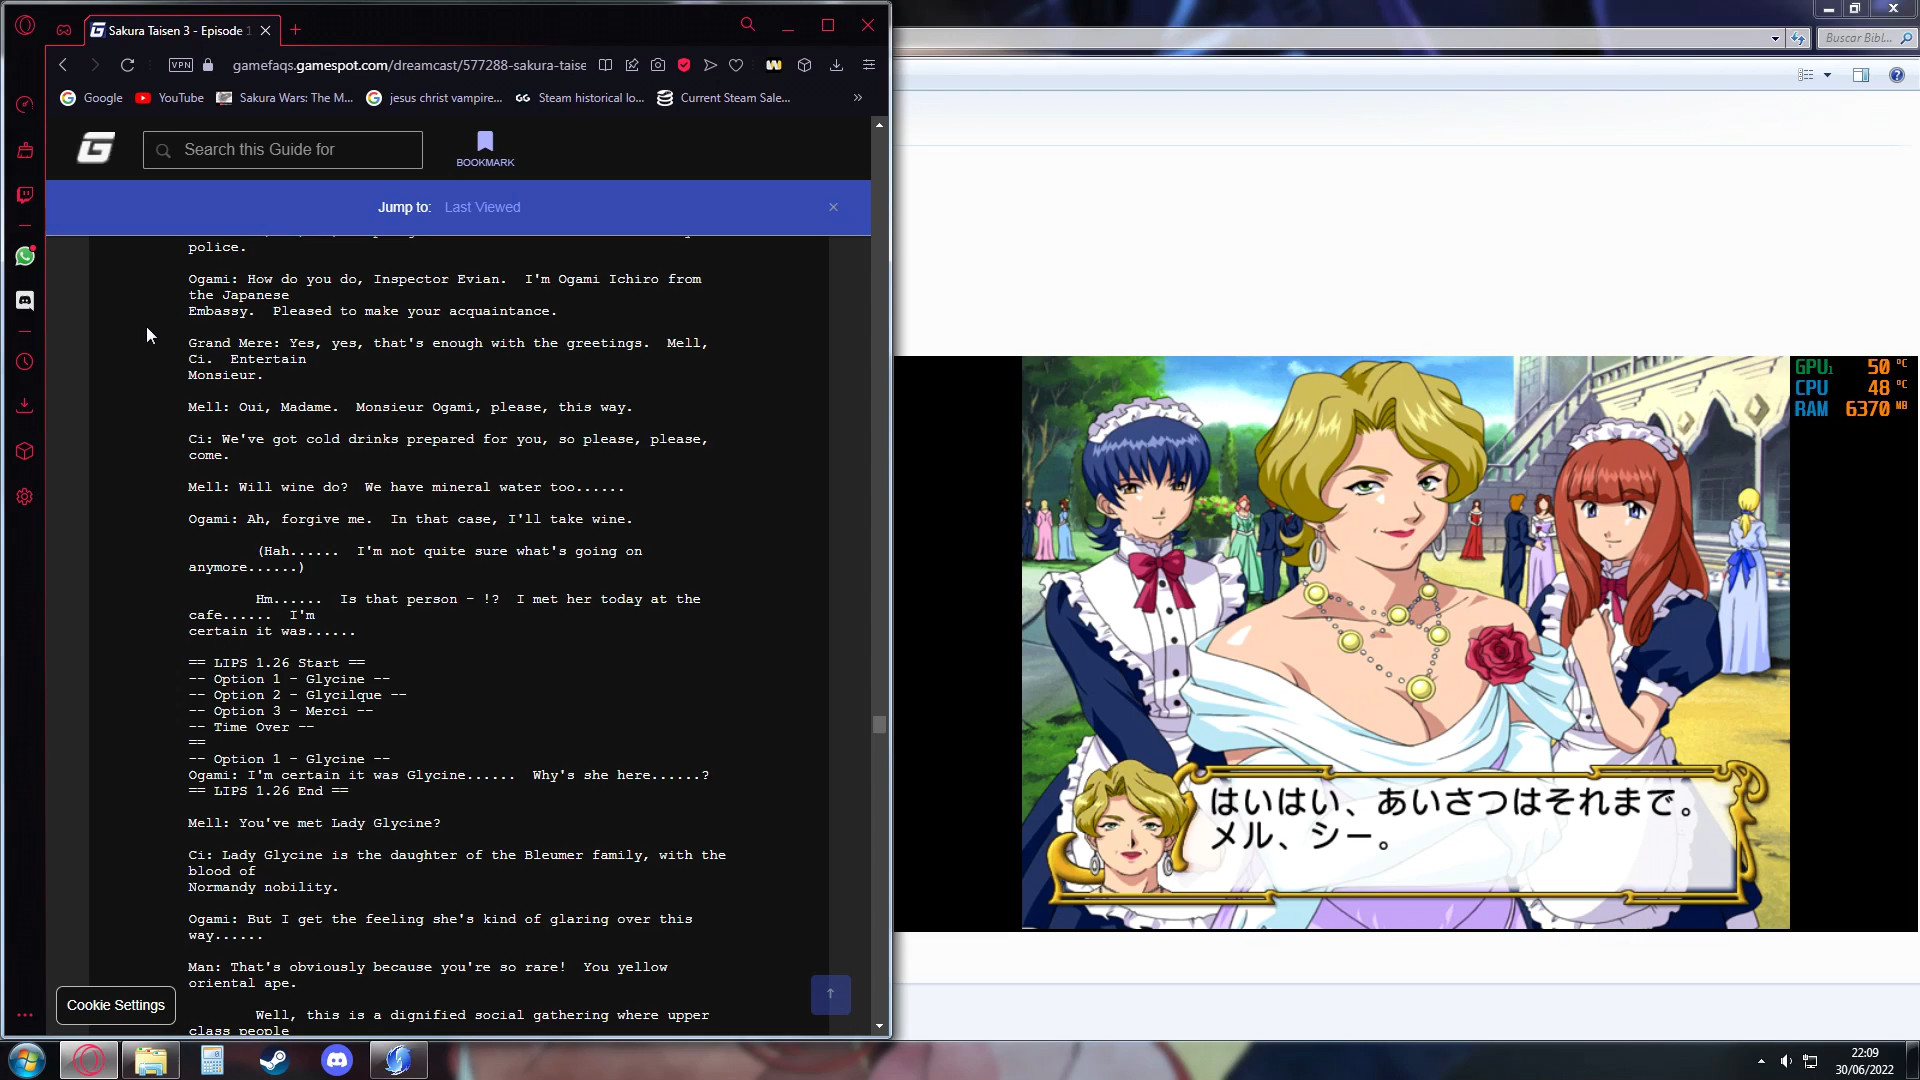 Sakura Taisen 3 - Episode 1
VPN
gamefaqs.gamespot.com/dreamcast/577288-sakura-taise
Google
YouTube
Sakura Wars: The M...
jesus christ vampire...
GG
Steam historical lo...
Current Steam Sale...
Search this Guide for
BOOKMARK
Jump to: Last Viewed
police.
Ogami: How do you do, Inspector Evian. I'm Ogami Ichiro from
the Japanese
Embassy. Pleased to make your acquaintance.
Grand Mere: Yes, yes, that's enough with the greetings. Mell,
Ci. Entertain
Monsieur.
Mell: Oui, Madame. Monsieur Ogami, please, this way.
Ci: We've got cold drinks prepared for you, so please, please,
come.
Mell: Will wine do? We have mineral water too......
Ogami: Ah, forgive me. In that case, I'll take wine.
(Hah...... I'm not quite sure what's going on
anymore......)
Hm...... Is that person - !? I met her today at the
cafe...... I'm
certain it was......
== LIPS 1.26 Start ==
-- Option 1 - Glycine --
-- Option 2 - Glycilque --
-- Option 3 - Merci --
-- Time Over --
==
-- Option 1 - Glycine --
Ogami: I'm certain it was Glycine...... Why's she here......?
== LIPS 1.26 End ==
Mell: You've met Lady Glycine?
Ci: Lady Glycine is the daughter of the Bleumer family, with the
blood of
Normandy nobility.
Ogami: But I get the feeling she's kind of glaring over this
way......
Man: That's obviously because you're so rare! You yellow
oriental ape.
Well, this is a dignified social gathering where upper
class people
Cookie Settings
Buscar Bibl...
GPU1 50 °C
CPU 48 °C
RAM 6370 MB
はいはい、あいさつはそれまで。
メル、シー。
22:09
30/06/2022